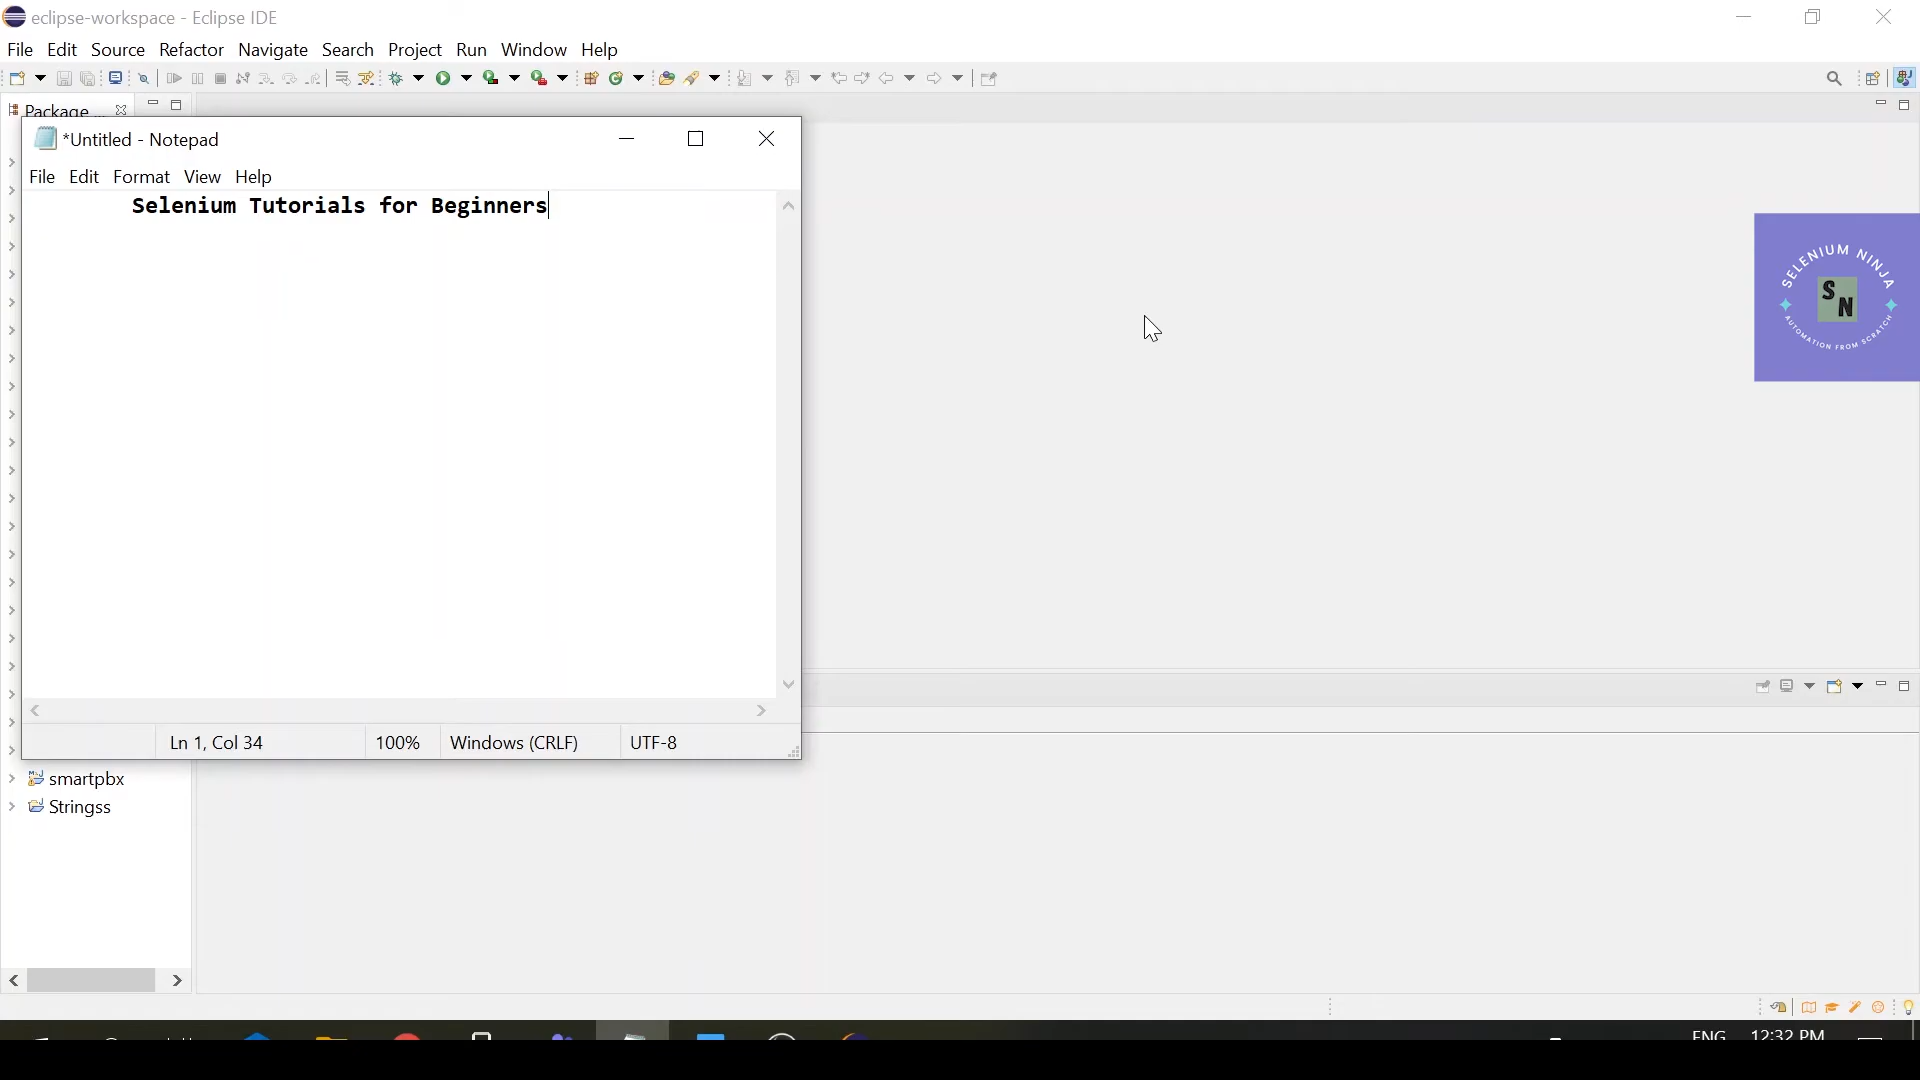 eclipse-workspace - Eclipse IDE
File Edit Source Refactor Navigate Search Project Run Window Help
Package ...
*Untitled - Notepad
File Edit Format View Help
Selenium Tutorials for Beginners
SELENIUM NINJA
S N
AUTOMATION FROM SCRATCH
Ln 1, Col 34 100% Windows (CRLF) UTF-8
smartpbx
Stringss
ENG 12:32 PM